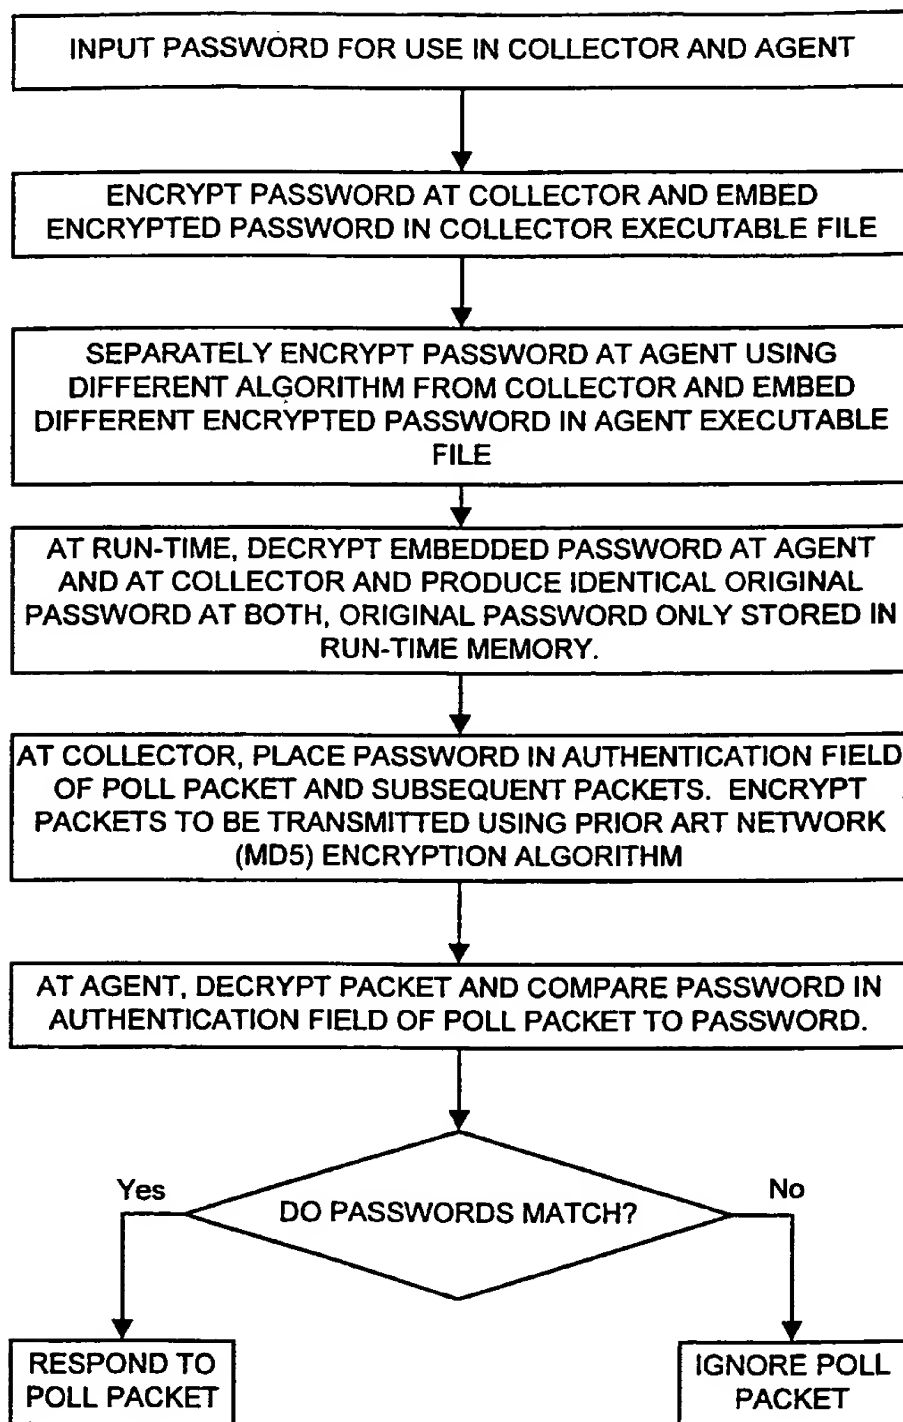 INPUT PASSWORD FOR USE IN COLLECTOR AND AGENT
ENCRYPT PASSWORD AT COLLECTOR AND EMBED
ENCRYPTED PASSWORD IN COLLECTOR EXECUTABLE FILE
SEPARATELY ENCRYPT PASSWORD AT AGENT USING
DIFFERENT ALGORITHM FROM COLLECTOR AND EMBED
DIFFERENT ENCRYPTED PASSWORD IN AGENT EXECUTABLE
FILE
AT RUN-TIME, DECRYPT EMBEDDED PASSWORD AT AGENT
AND AT COLLECTOR AND PRODUCE IDENTICAL ORIGINAL
PASSWORD AT BOTH, ORIGINAL PASSWORD ONLY STORED IN
RUN-TIME MEMORY.
AT COLLECTOR, PLACE PASSWORD IN AUTHENTICATION FIELD
OF POLL PACKET AND SUBSEQUENT PACKETS. ENCRYPT
PACKETS TO BE TRANSMITTED USING PRIOR ART NETWORK
(MD5) ENCRYPTION ALGORITHM
AT AGENT, DECRYPT PACKET AND COMPARE PASSWORD IN
AUTHENTICATION FIELD OF POLL PACKET TO PASSWORD.
Yes
No
DO PASSWORDS MATCH?
RESPOND TO
POLL PACKET
IGNORE POLL
PACKET